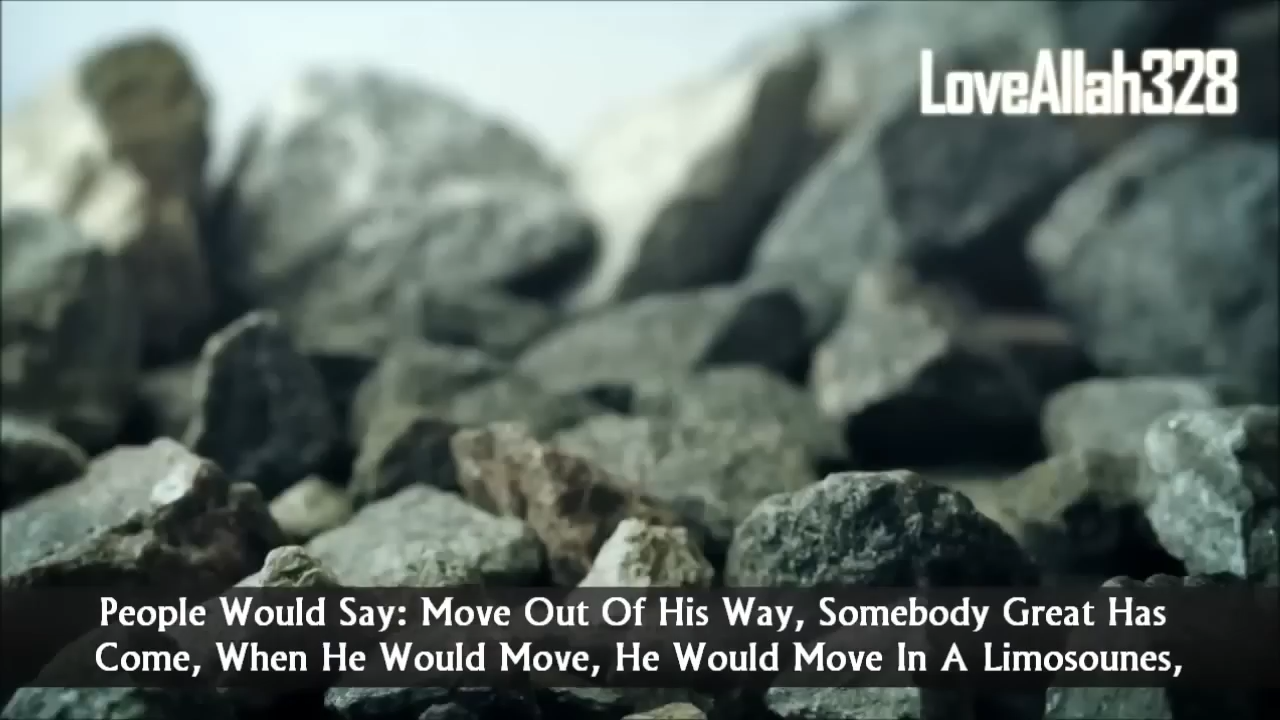 LoveAllah328
People Would Say: Move Out Of His Way, Somebody Great Has
Come, When He Would Move, He Would Move In A Limosounes,